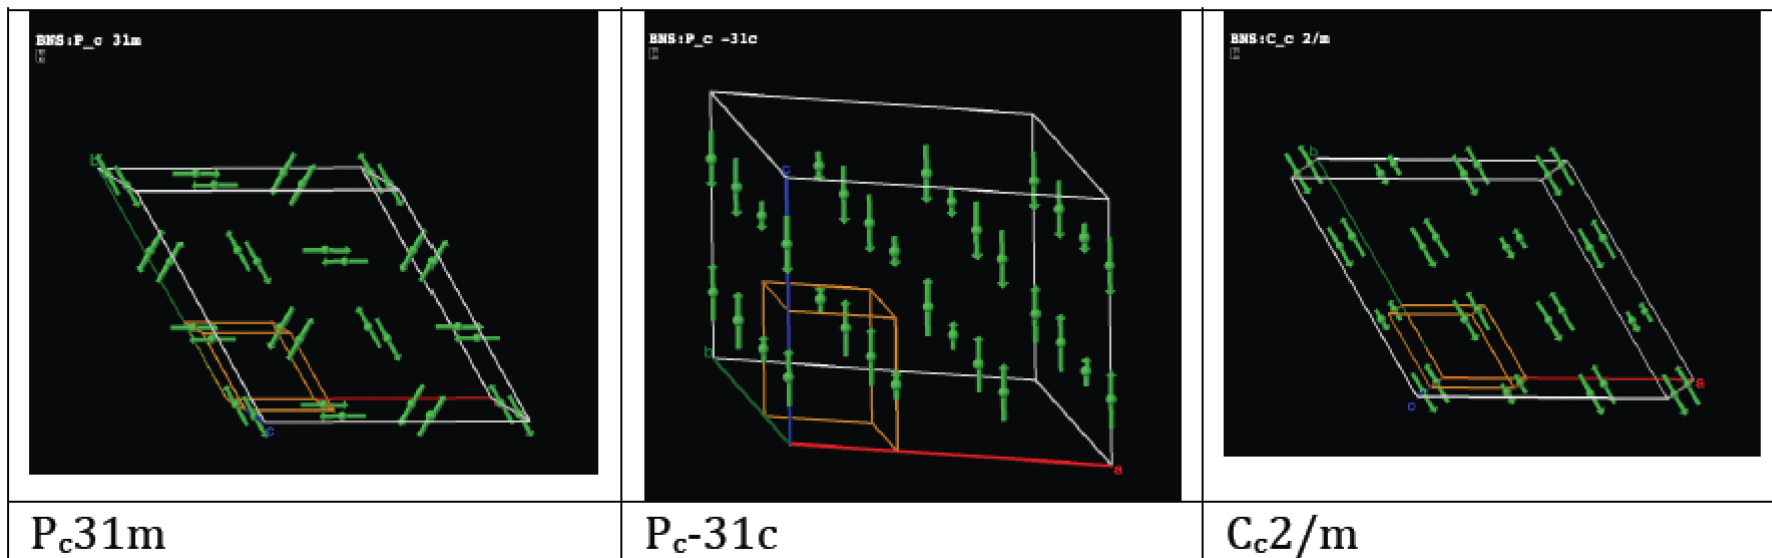 BNS:P_c 31m
b
c
BNS:P_c -31c
c
b
a
BNS:C_c 2/m
b
c
a
Pc31m
Pc-31c
Cc2/m